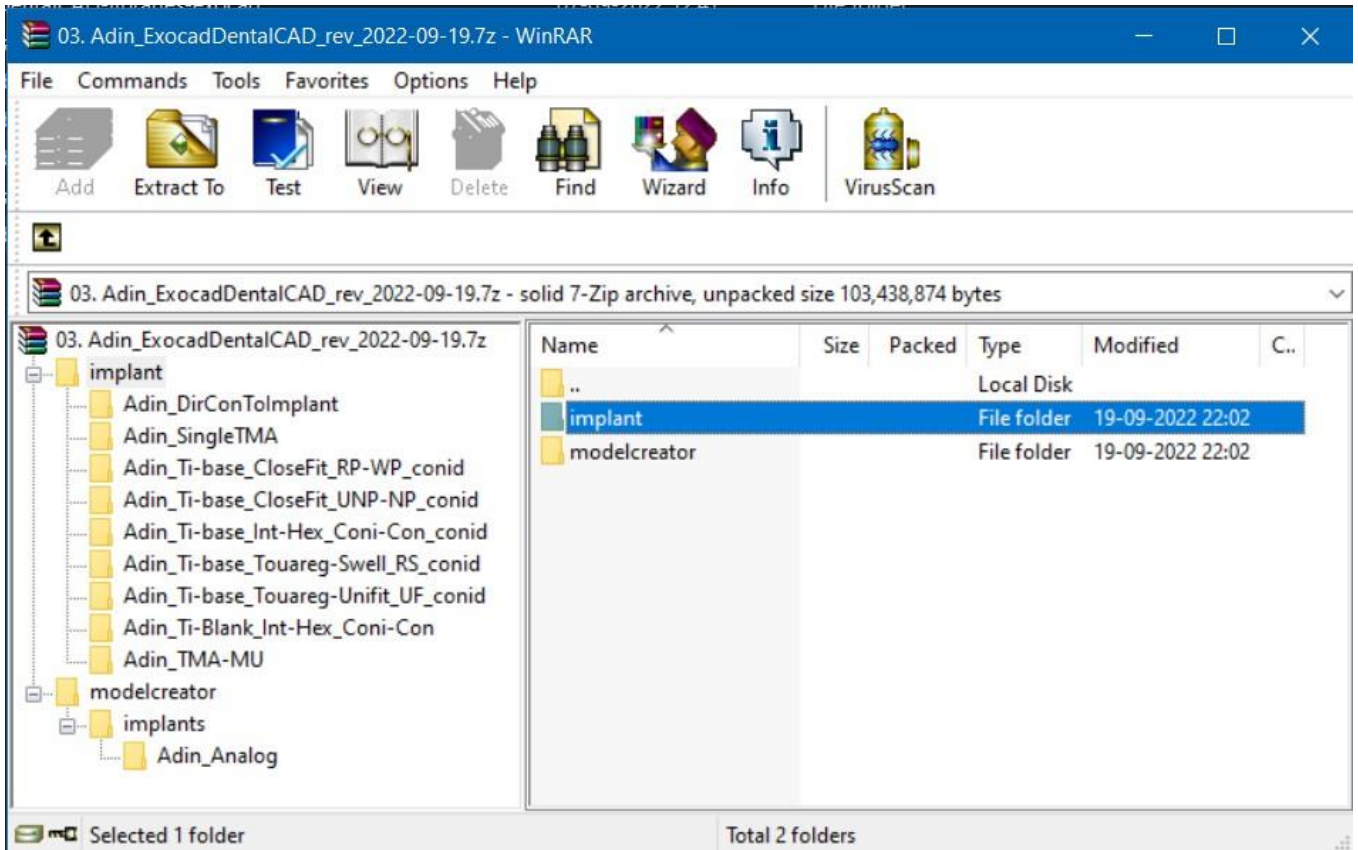 03. Adin_ExocadDentalCAD_rev_2022-09-19.7z - WinRAR
File Commands Tools Favorites Options Help
Add Extract To Test View Delete Find Wizard Info VirusScan
03. Adin_ExocadDentalCAD_rev_2022-09-19.7z - solid 7-Zip archive, unpacked size 103,438,874 bytes
03. Adin_ExocadDentalCAD_rev_2022-09-19.7z
implant
Adin_DirConToImplant
Adin_SingleTMA
Adin_Ti-base_CloseFit_RP-WP_conid
Adin_Ti-base_CloseFit_UNP-NP_conid
Adin_Ti-base_Int-Hex_Coni-Con_conid
Adin_Ti-base_Touareg-Swell_RS_conid
Adin_Ti-base_Touareg-Unifit_UF_conid
Adin_Ti-Blank_Int-Hex_Coni-Con
Adin_TMA-MU
modelcreator
implants
Adin_Analog
Name Size Packed Type Modified C..
.. Local Disk
implant File folder 19-09-2022 22:02
modelcreator File folder 19-09-2022 22:02
Selected 1 folder Total 2 folders